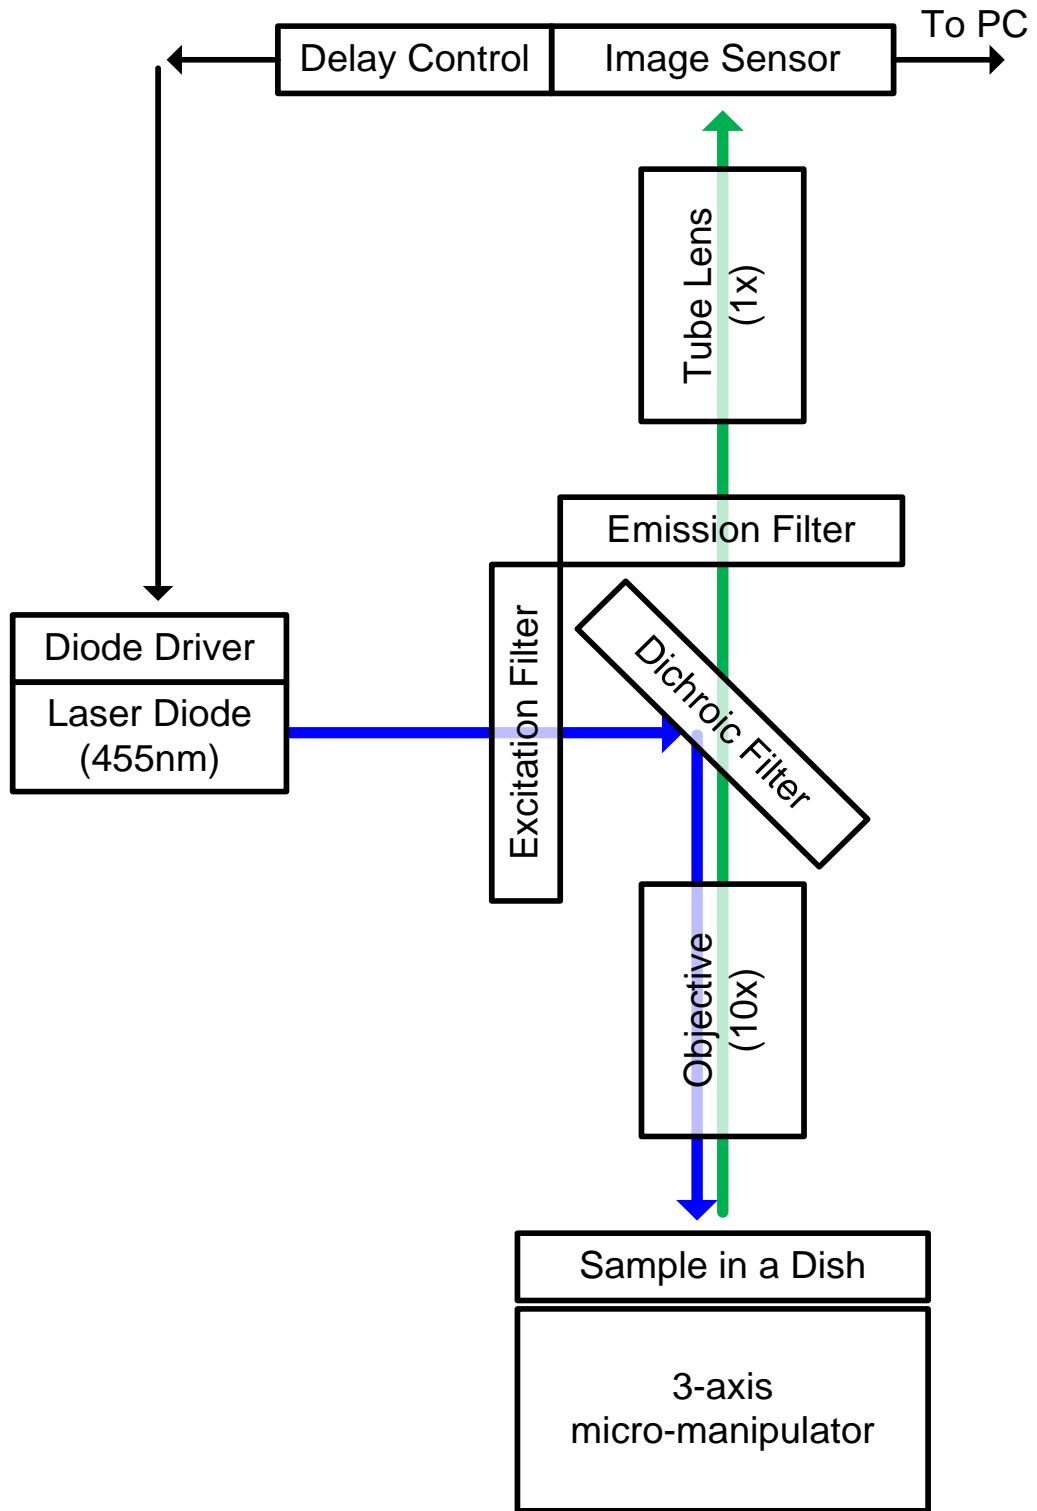 To PC
Delay Control
Image Sensor
Tube Lens
(1x)
Emission Filter
Excitation Filter
Dichroic Filter
Diode Driver
Laser Diode
(455nm)
Objective
(10x)
Sample in a Dish
3-axis
micro-manipulator